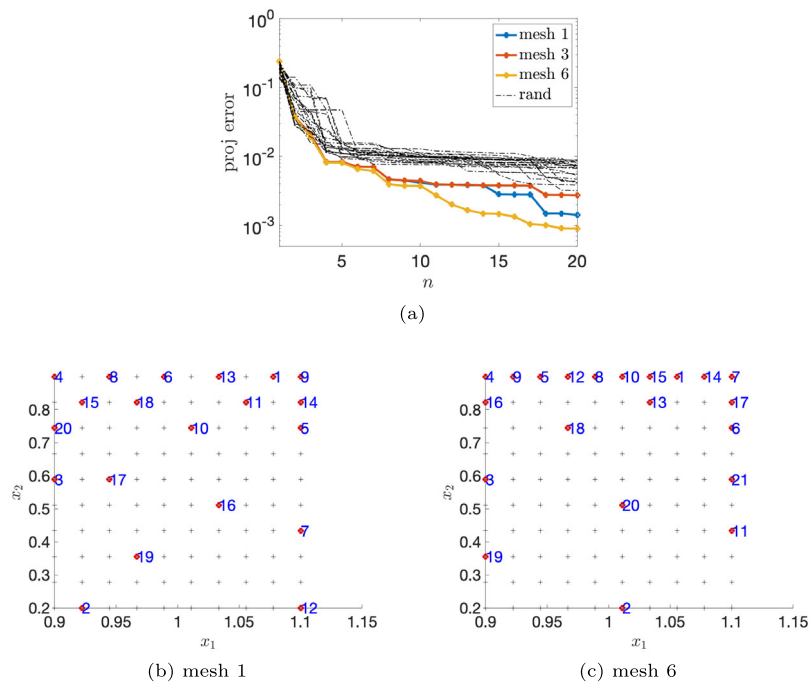 10^0
mesh 1
mesh 3
mesh 6
rand
10^-1
10^-2
10^-3
proj error
5 10 15 20
n
(a)
4 8 6 13 1 9
15 18 11 14
20 10 5
3 17
16
7
19
2 12
0.8
0.7
0.6
0.5
0.4
0.3
0.2
x_2
0.9 0.95 1 1.05 1.1 1.15
x_1
(b) mesh 1
4 9 5 12 8 10 15 1 14 7
16 13 17
18 6
3 21
20
11
19
2
0.8
0.7
0.6
0.5
0.4
0.3
0.2
x_2
0.9 0.95 1 1.05 1.1 1.15
x_1
(c) mesh 6